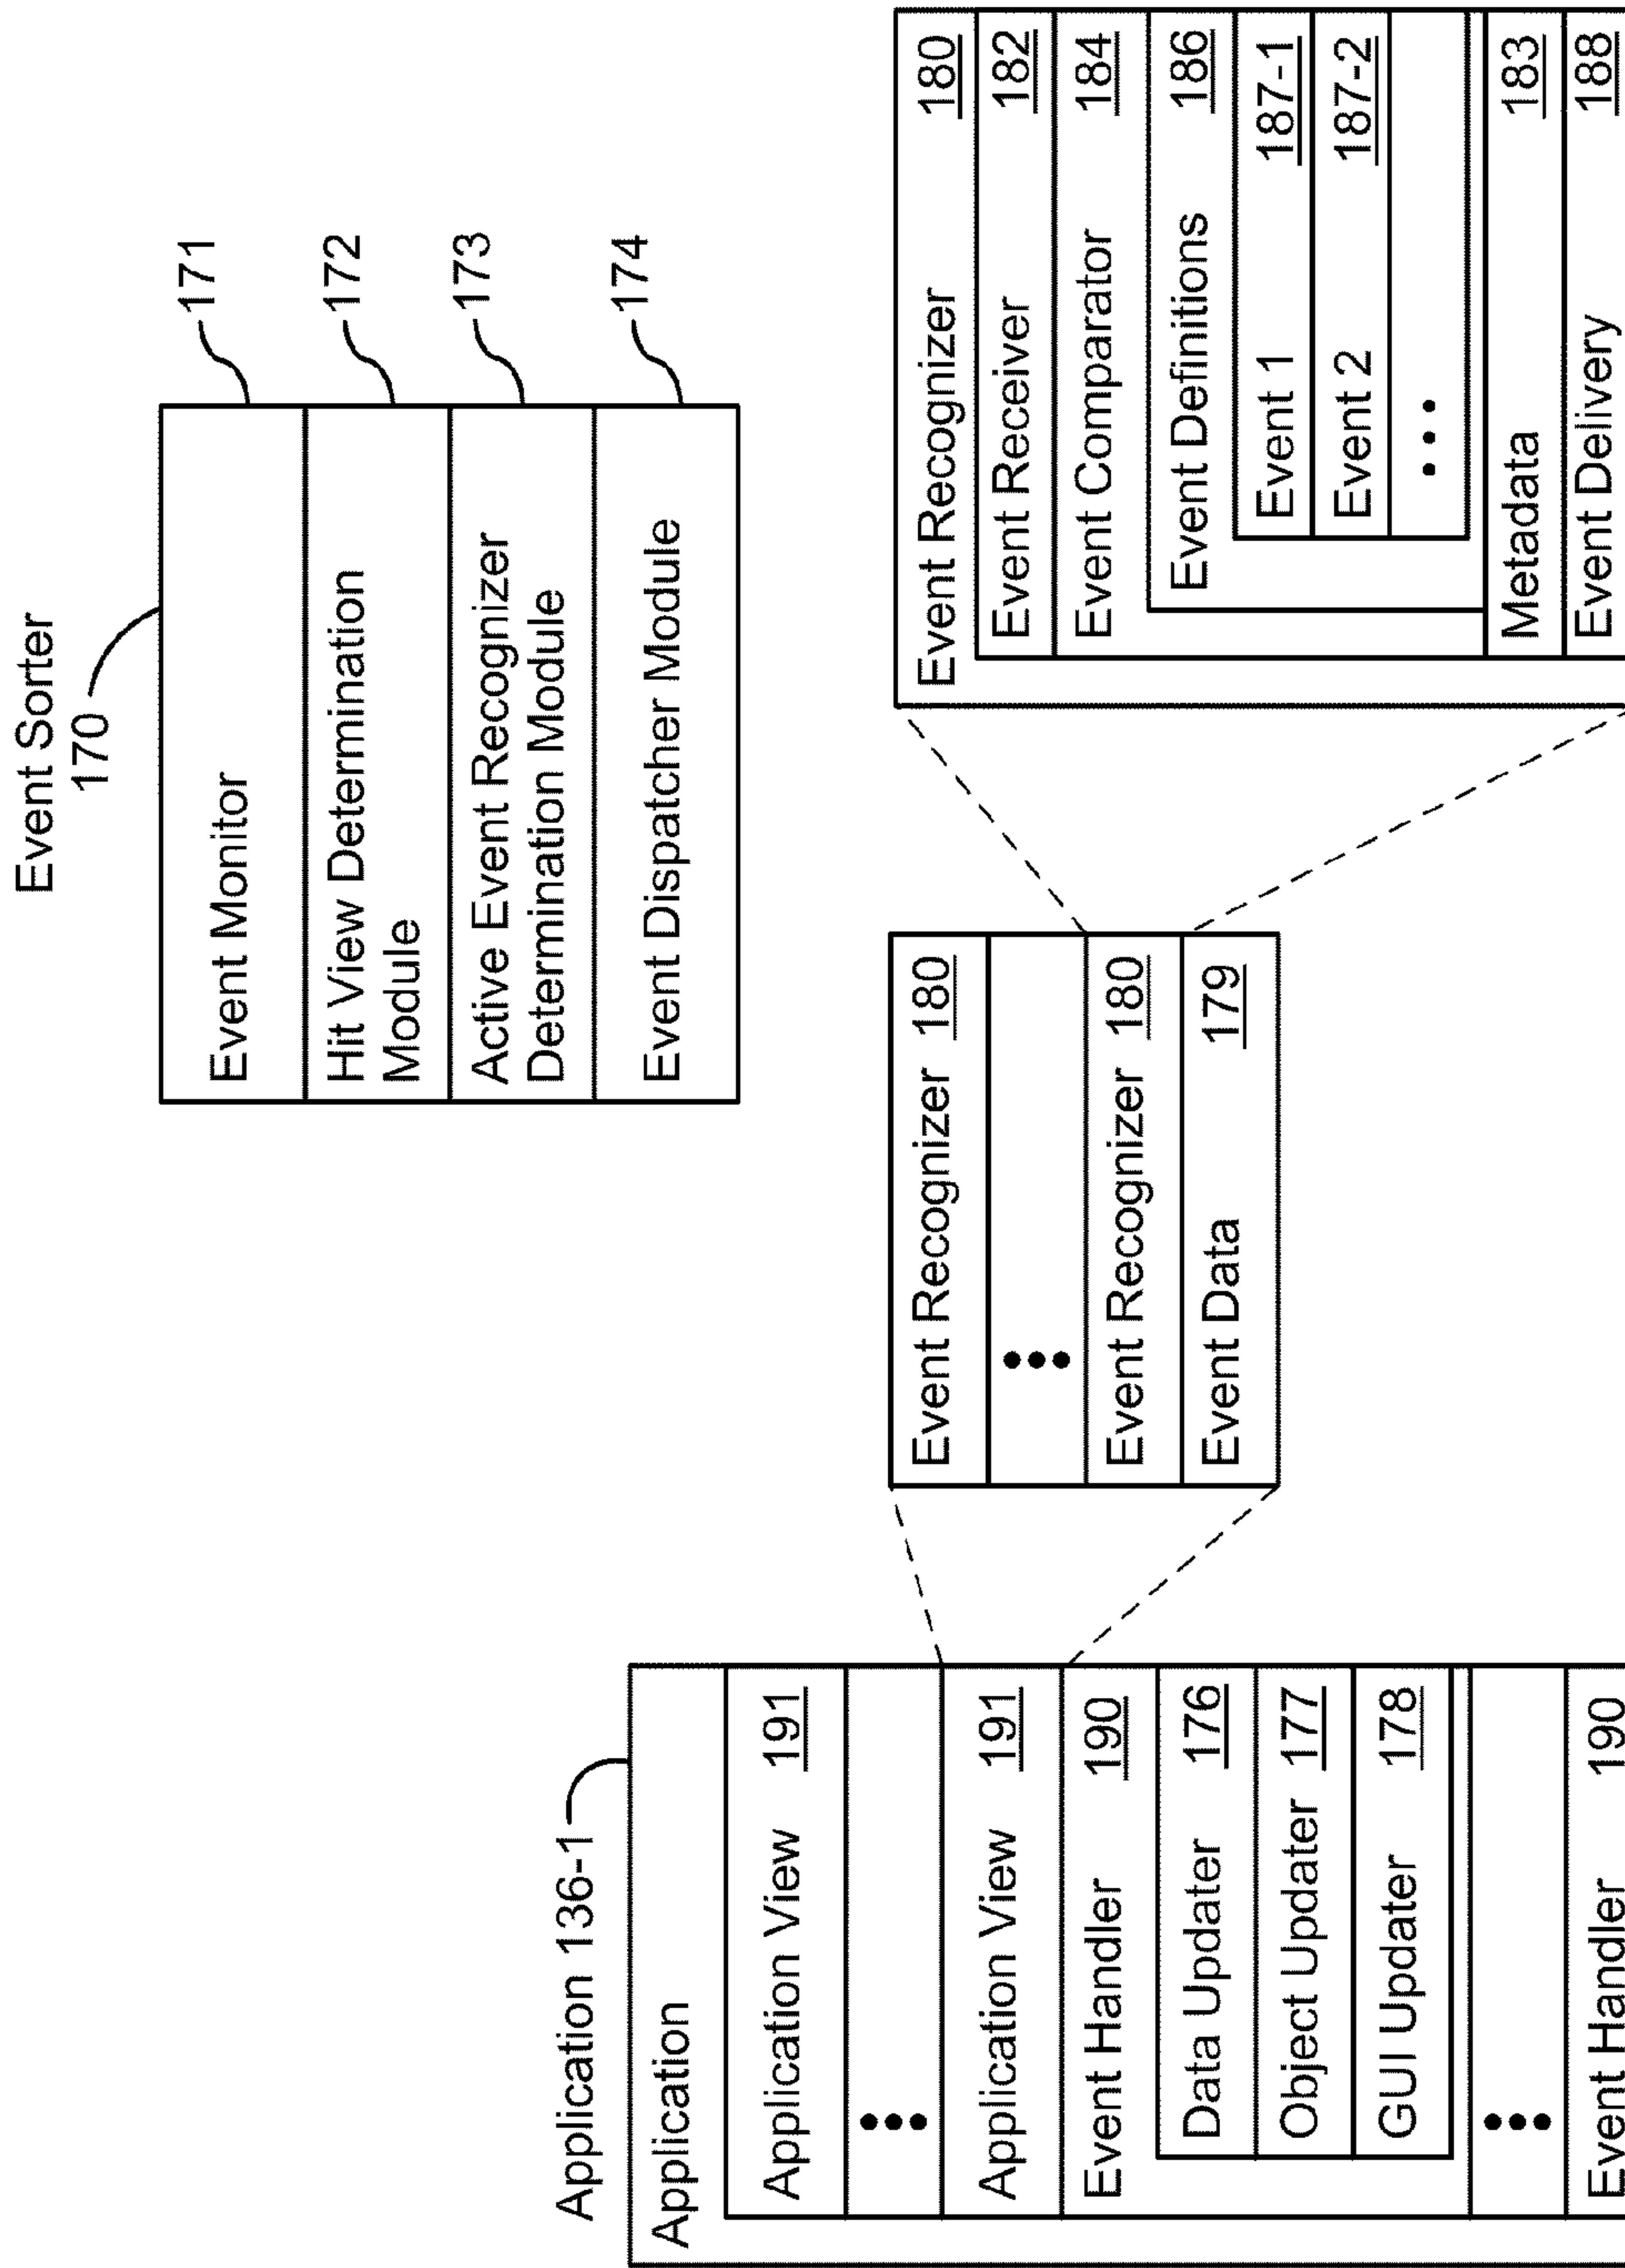 Event Sorter
170
Event Monitor
171
Hit View Determination
Module
172
Active Event Recognizer
Determination Module
173
Event Dispatcher Module
174
Application 136-1
Application
Application View 191
Application View 191
Event Handler 190
Data Updater 176
Object Updater 177
GUI Updater 178
Event Handler 190
Event Recognizer 180
Event Recognizer 180
Event Data 179
Event Recognizer 180
Event Receiver 182
Event Comparator 184
Event Definitions 186
Event 1 187-1
Event 2 187-2
Metadata 183
Event Delivery 188